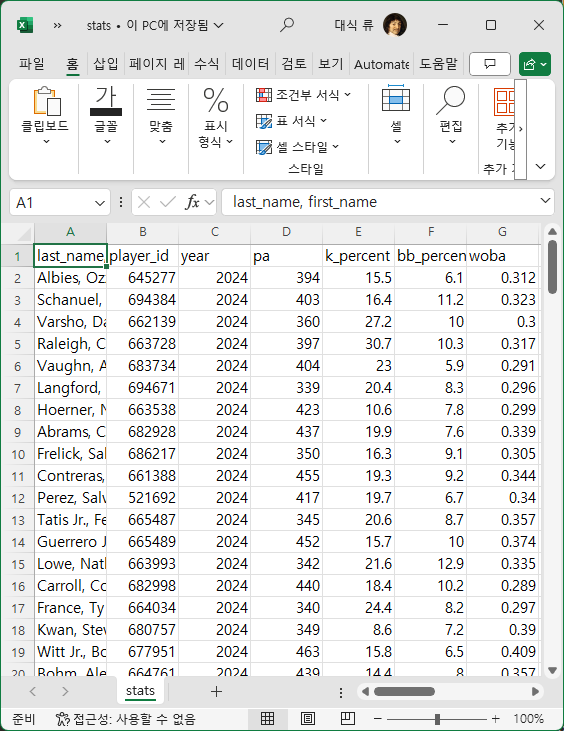 stats • 이 PC에 저장됨
대식 류
파일 홈 삽입 페이지 레 수식 데이터 검토 보기 Automate 도움말
클립보드 글꼴 맞춤 표시 형식 조건부 서식 표 서식 셀 스타일 스타일 셀 편집 추가 기능 추가 기
A1 fx last_name, first_name
A B C D E F G
1 last_name, player_id year pa k_percent bb_percen woba
2 Albies, Oz 645277 2024 394 15.5 6.1 0.312
3 Schanuel, 694384 2024 403 16.4 11.2 0.323
4 Varsho, Da 662139 2024 360 27.2 10 0.3
5 Raleigh, C 663728 2024 397 30.7 10.3 0.317
6 Vaughn, A 683734 2024 404 23 5.9 0.291
7 Langford, 694671 2024 339 20.4 8.3 0.296
8 Hoerner, N 663538 2024 423 10.6 7.8 0.299
9 Abrams, C 682928 2024 437 19.9 7.6 0.339
10 Frelick, Sal 686217 2024 350 16.3 9.1 0.305
11 Contreras, 661388 2024 455 19.3 9.2 0.344
12 Perez, Salv 521692 2024 417 19.7 6.7 0.34
13 Tatis Jr., Fe 665487 2024 345 20.6 8.7 0.357
14 Guerrero J 665489 2024 452 15.7 10 0.374
15 Lowe, Nat 663993 2024 342 21.6 12.9 0.335
16 Carroll, Co 682998 2024 440 18.4 10.2 0.289
17 France, Ty 664034 2024 340 24.4 8.2 0.297
18 Kwan, Stev 680757 2024 349 8.6 7.2 0.39
19 Witt Jr., Bo 677951 2024 463 15.8 6.5 0.409
20 Bohm, Ale 664761 2024 439 14.4 8 0.357
stats
준비 접근성: 사용할 수 없음 100%